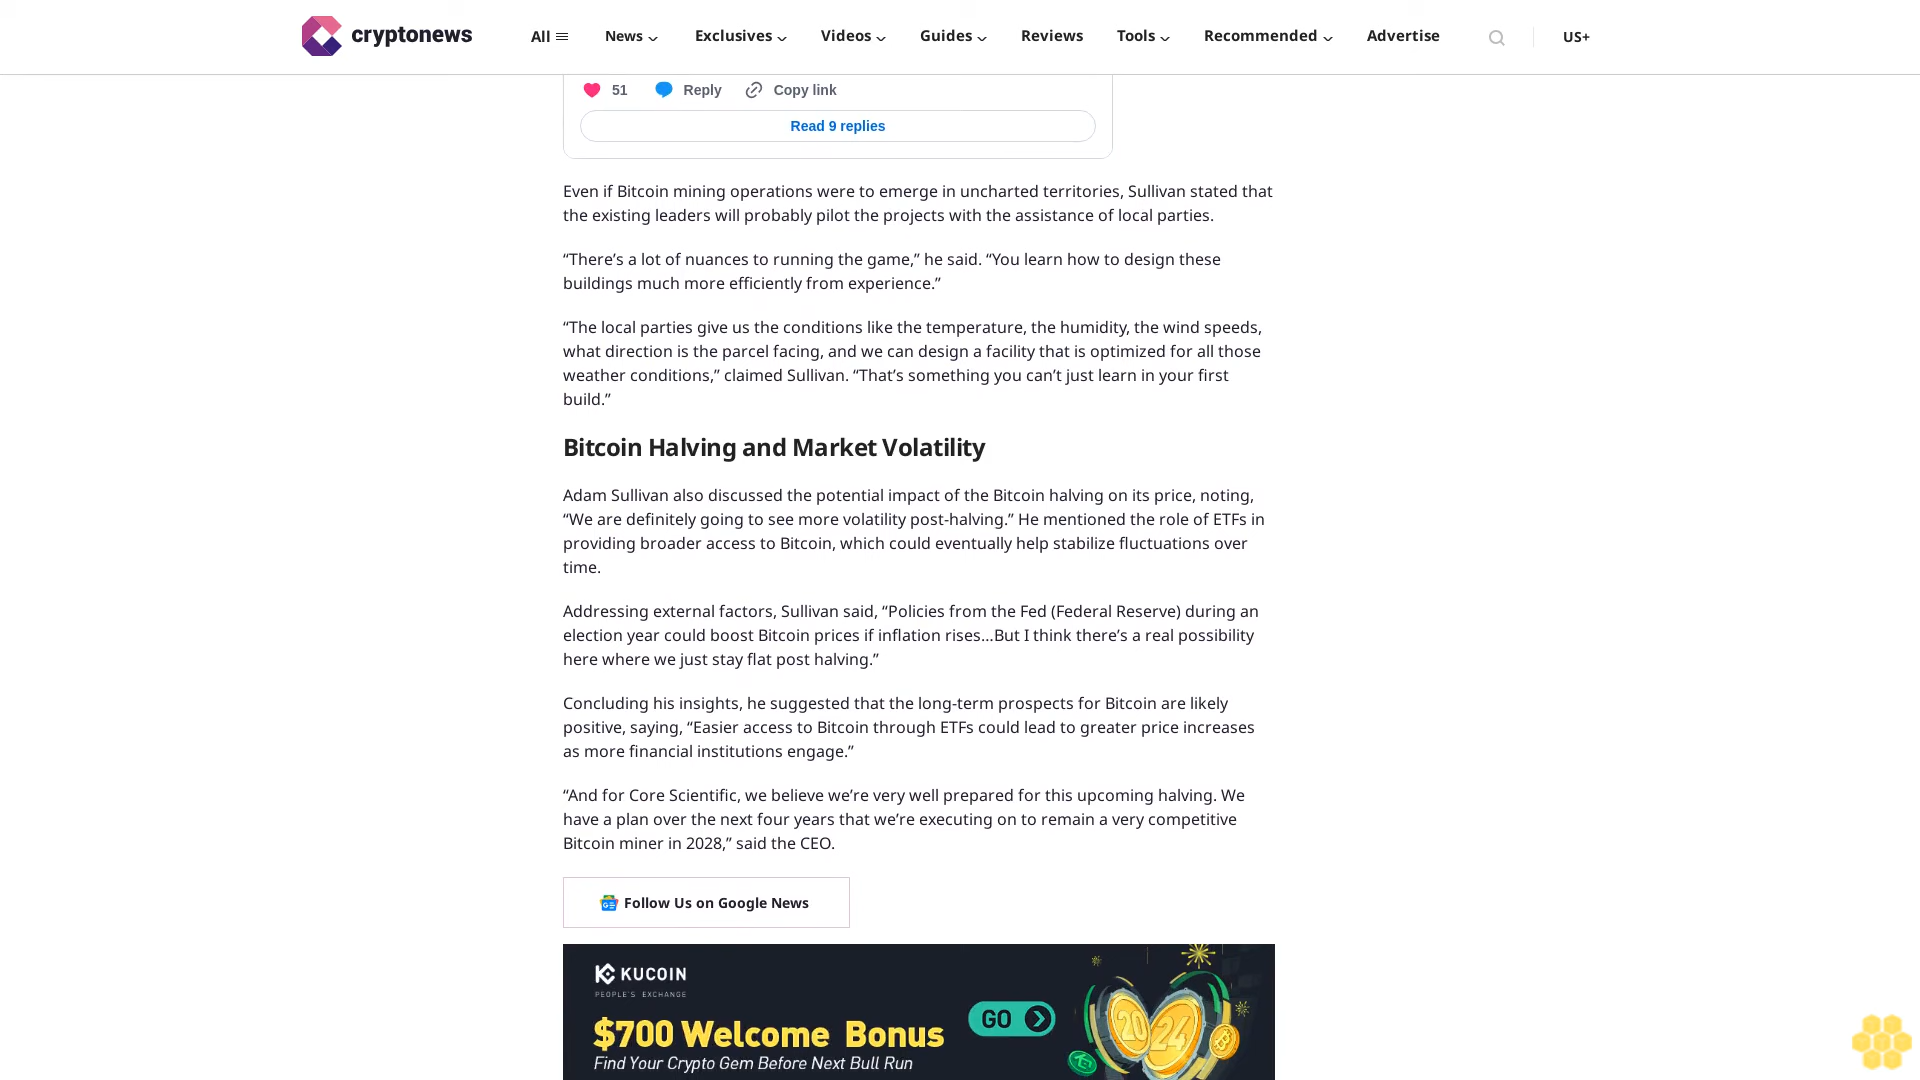 cryptonews
All
News
Exclusives
Videos
Guides
Reviews
Tools
Recommended
Advertise
US+
51
Reply
Copy link
Read 9 replies
Even if Bitcoin mining operations were to emerge in uncharted territories, Sullivan stated that
the existing leaders will probably pilot the projects with the assistance of local parties.
“There’s a lot of nuances to running the game,” he said. “You learn how to design these
buildings much more efficiently from experience.”
“The local parties give us the conditions like the temperature, the humidity, the wind speeds,
what direction is the parcel facing, and we can design a facility that is optimized for all those
weather conditions,” claimed Sullivan. “That’s something you can’t just learn in your first
build.”
Bitcoin Halving and Market Volatility
Adam Sullivan also discussed the potential impact of the Bitcoin halving on its price, noting,
“We are definitely going to see more volatility post-halving.” He mentioned the role of ETFs in
providing broader access to Bitcoin, which could eventually help stabilize fluctuations over
time.
Addressing external factors, Sullivan said, “Policies from the Fed (Federal Reserve) during an
election year could boost Bitcoin prices if inflation rises…But I think there’s a real possibility
here where we just stay flat post halving.”
Concluding his insights, he suggested that the long-term prospects for Bitcoin are likely
positive, saying, “Easier access to Bitcoin through ETFs could lead to greater price increases
as more financial institutions engage.”
“And for Core Scientific, we believe we’re very well prepared for this upcoming halving. We
have a plan over the next four years that we’re executing on to remain a very competitive
Bitcoin miner in 2028,” said the CEO.
Follow Us on Google News
KUCOIN
PEOPLE'S EXCHANGE
$700 Welcome Bonus
Find Your Crypto Gem Before Next Bull Run
GO
20
24